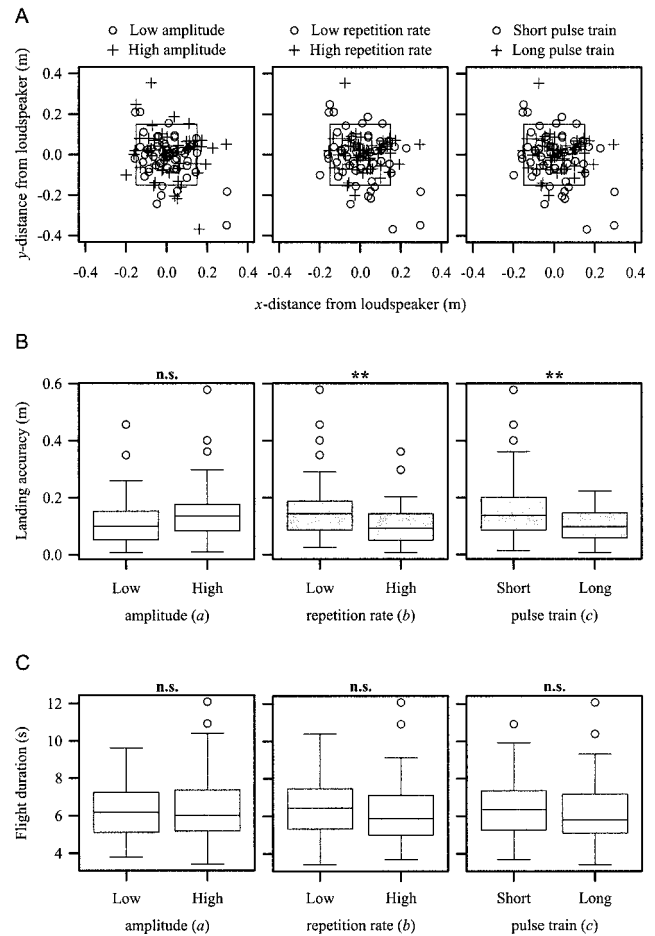 A
o Low amplitude o Low repetition rate o Short pulse train
+ High amplitude + High repetition rate + Long pulse train
0.4
0.2
0.0
-0.2
-0.4
y-distance from loudspeaker (m)
-0.4 -0.2 0.0 0.2 0.4 -0.4 -0.2 0.0 0.2 0.4 -0.4 -0.2 0.0 0.2 0.4
x-distance from loudspeaker (m)
B
n.s. ** **
0.6
0.4
0.2
0.0
Landing accuracy (m)
Low High Low High Short Long
amplitude (a) repetition rate (b) pulse train (c)
C
n.s. n.s. n.s.
12
10
8
6
4
Flight duration (s)
Low High Low High Short Long
amplitude (a) repetition rate (b) pulse train (c)